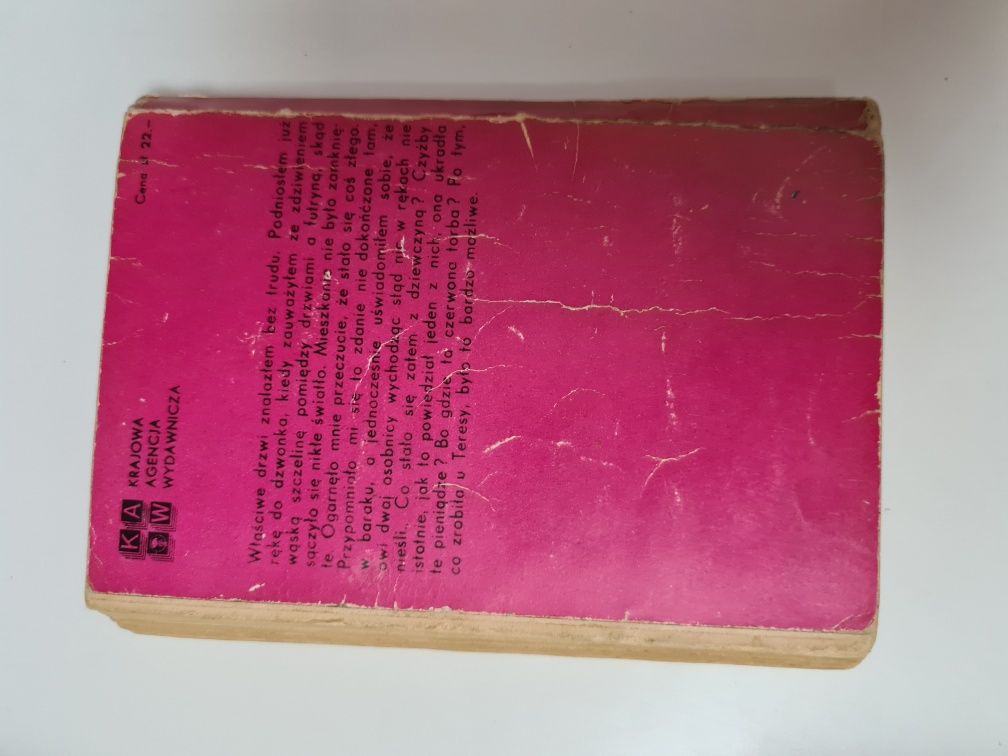 Właściwe drzwi znalazłem bez trudu. Podniosłem już
rękę do dzwonka, kiedy zauważyłem ze zdziwieniem
wąską szczelinę pomiędzy drzwiami a futryną, skąd
sączyło się nikłe światło. Mieszkanie nie było zamknię-
te. Ogarnęło mnie przeczucie, że stało się coś złego.
Przypomniało mi się to zdanie nie dokończone tam,
w baraku, a jednocześnie uświadomiłem sobie, że
owi dwaj osobnicy wychodząc stąd nic w rękach nie
nieśli. Co stało się zatem z dziewczyną? Czyżby
istotnie, jak to powiedział jeden z nich, ona ukradła
te pieniądze? Bo gdzie ta czerwona torba? Po tym,
co zrobiła u Teresy, było to bardzo możliwe.
KAW
KRAJOWA
AGENCJA
WYDAWNICZA
Cena zł 22.—